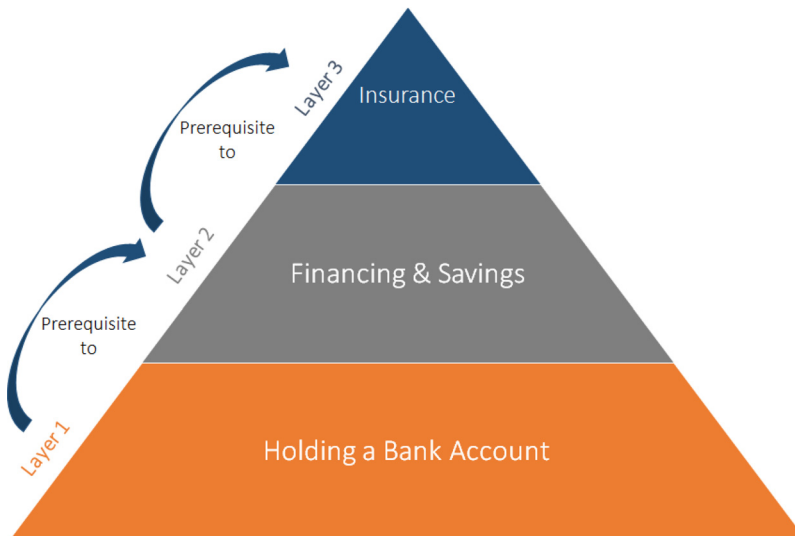 Layer 3
Insurance
Prerequisite
to
Layer 2
Financing & Savings
Prerequisite
to
Layer 1
Holding a Bank Account